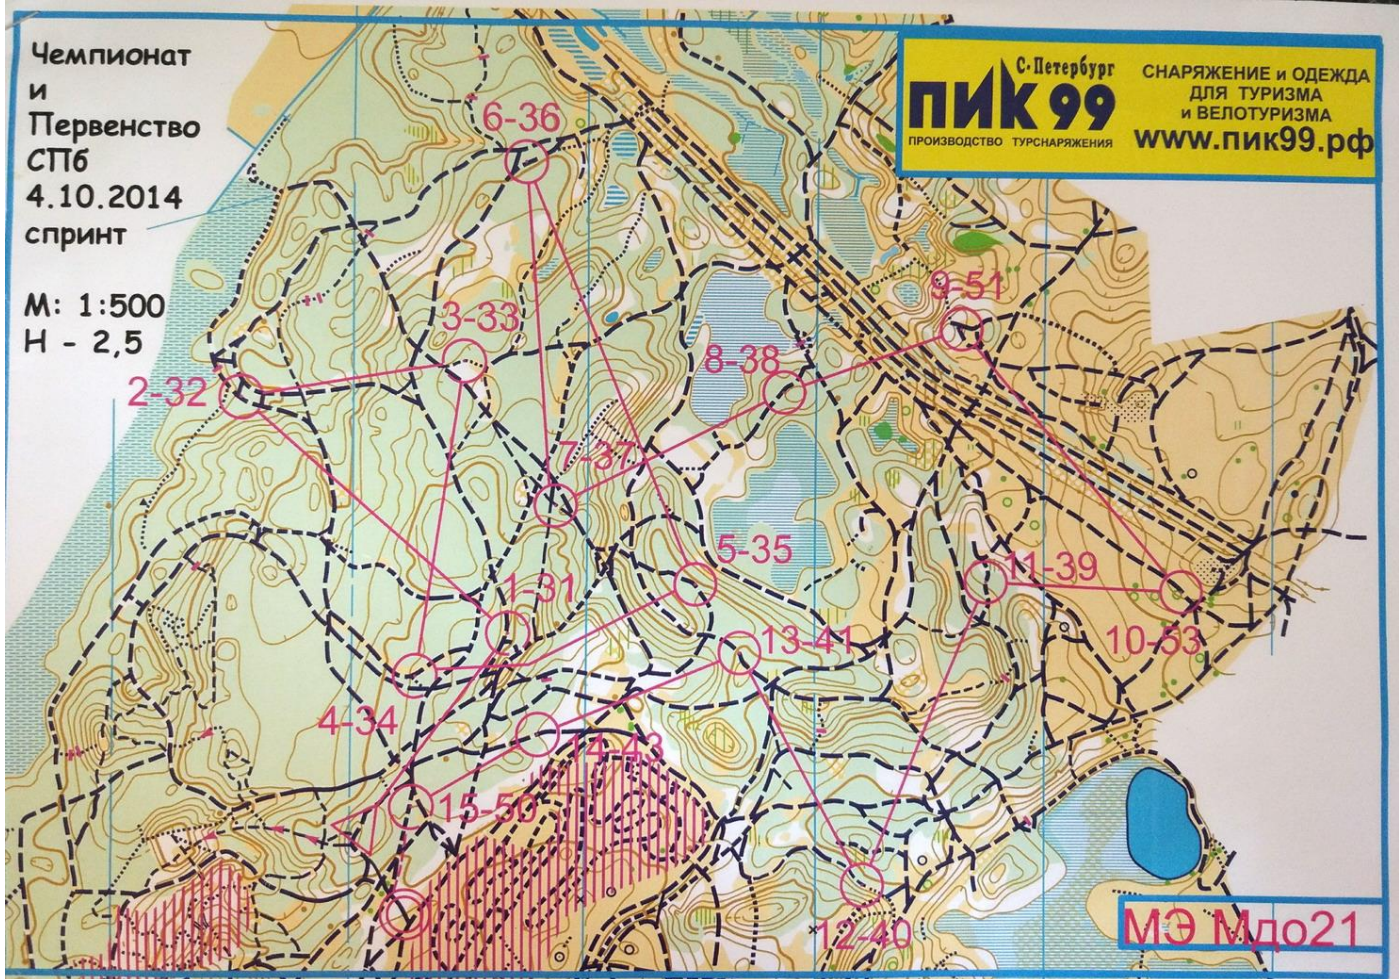 Чемпионат
и
Первенство
СПб
4.10.2014
спринт
М: 1:500
Н - 2,5
С-Петербург
ПИК 99
ПРОИЗВОДСТВО ТУРСНАРЯЖЕНИЯ
СНАРЯЖЕНИЕ и ОДЕЖДА
ДЛЯ ТУРИЗМА
и ВЕЛОТУРИЗМА
www.пик99.рф
6-36
9-51
3-33
8-38
2-32
7-37
5-35
1-31
11-39
13-41
10-53
4-34
14-43
15-50
12-40
МЭ Мдо21